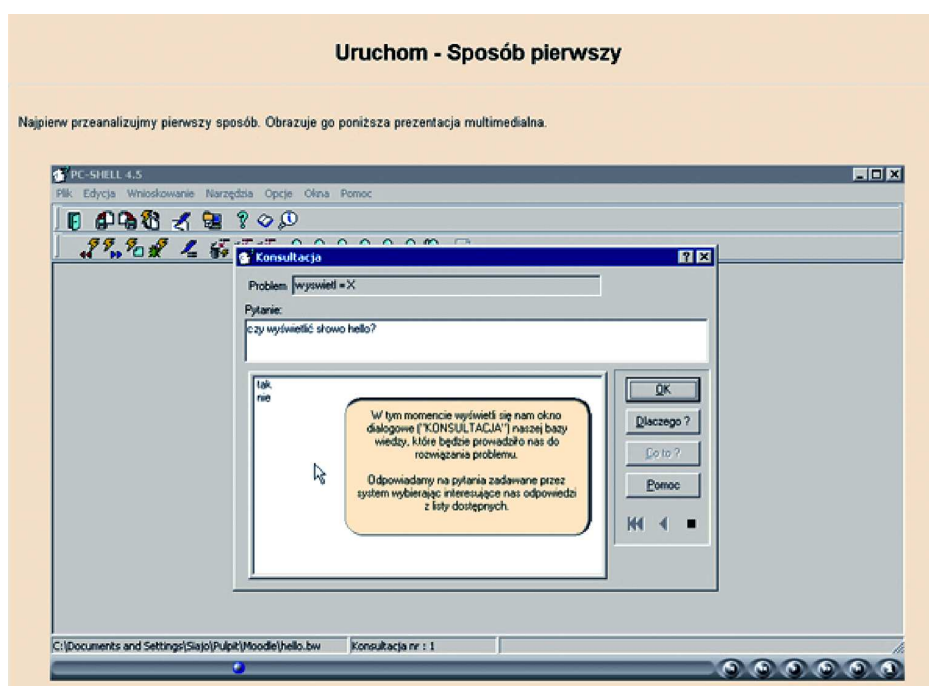 Uruchom - Sposób pierwszy
Najpierw przeanalizujmy pierwszy sposób. Obrazuje go poniższa prezentacja multimedialna.
PC-SHELL 4.5
Plik Edycja Wnioskowanie Narzędzia Opcje Okna Pomoc
Konsultacja
Problem wyswietl = X
Pytanie:
czy wyświetlić słowo hello?
tak
nie
W tym momencie wyświetli się nam okno
dialogowe ("KONSULTACJA") naszej bazy
wiedzy, które będzie prowadziło nas do
rozwiązania problemu.
Odpowiadamy na pytania zadawane przez
system wybierając interesujące nas odpowiedzi
z listy dostępnych.
OK
Dlaczego ?
Co to ?
Pomoc
C:\Documents and Settings\Siajo\Pulpit\Moodle\hello.bw Konsultacja nr : 1